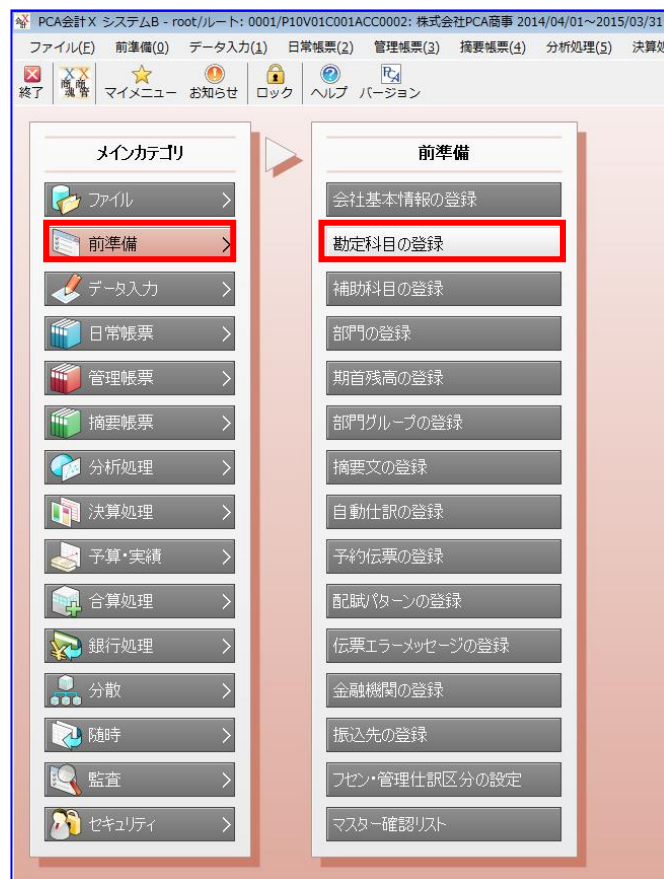 PCA会計X システムB - root/ルート: 0001/P10V01C001ACC0002: 株式会社PCA商事 2014/04/01～2015/03/31
ファイル(F) 前準備(0) データ入力(1) 日常帳票(2) 管理帳票(3) 摘要帳票(4) 分析処理(5) 決算処
終了 商魂 商管 マイメニュー お知らせ ロック ヘルプ バージョン
メインカテゴリ
ファイル
前準備
データ入力
日常帳票
管理帳票
摘要帳票
分析処理
決算処理
予算・実績
合算処理
銀行処理
分散
随時
監査
セキュリティ
前準備
会社基本情報の登録
勘定科目の登録
補助科目の登録
部門の登録
期首残高の登録
部門グループの登録
摘要文の登録
自動仕訳の登録
予約伝票の登録
配賦パターンの登録
伝票エラーメッセージの登録
金融機関の登録
振込先の登録
フセン・管理仕訳区分の設定
マスター確認リスト